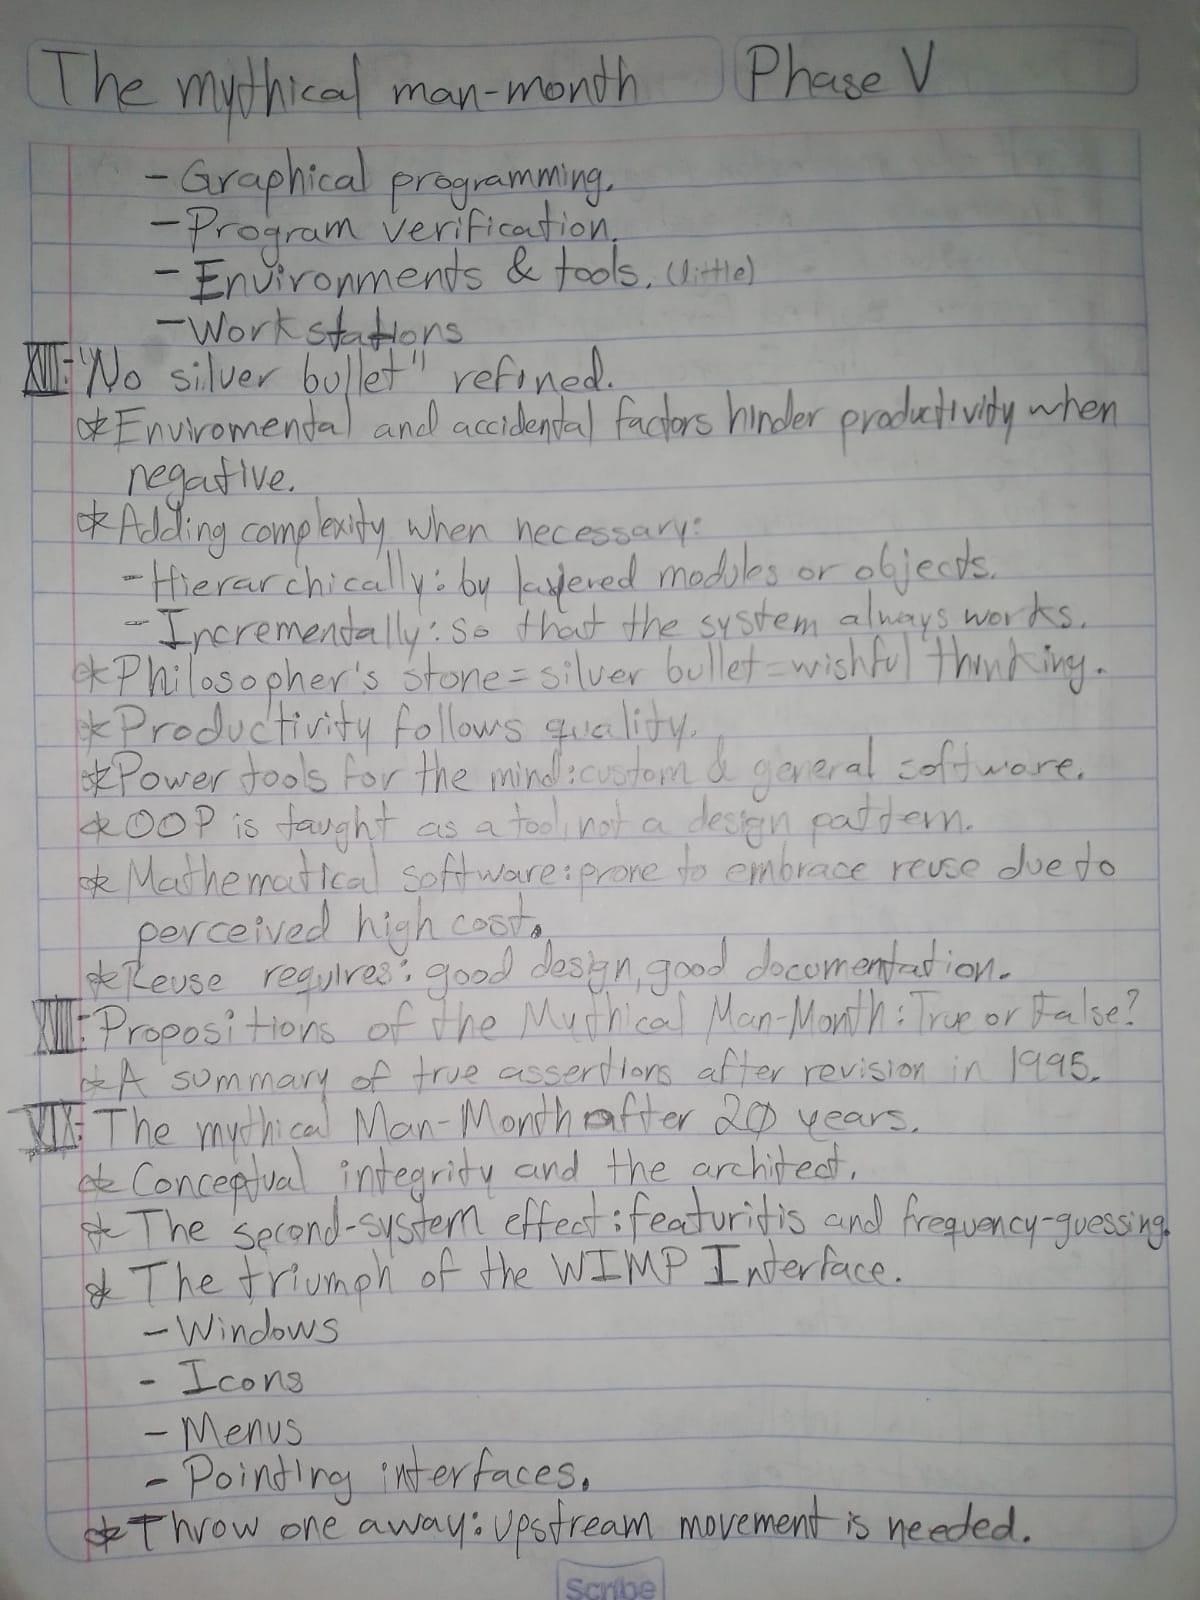 The mythical man-month Phase V
- Graphical programming.
- Program verification.
- Environments & tools. (little)
- Workstations
XVII: "No silver bullet" refined.
* Enviromental and accidental factors hinder productivity when
negative.
* Adding complexity when necessary:
- Hierarchically: by layered modules or objects.
- Incrementally: so that the system always works.
* Philosopher's stone = silver bullet = wishful thinking.
* Productivity follows quality.
* Power tools for the mind: custom & general software.
* OOP is taught as a tool, not a design pattern.
* Mathematical software: prone to embrace reuse due to
perceived high cost.
* Reuse requires: good design, good documentation.
XVIII: Propositions of the Mythical Man-Month: True or False?
* A summary of true assertions after revision in 1995.
VIX: The mythical Man-Month after 20 years.
* Conceptual integrity and the architect.
* The second-system effect: featuritis and frequency-guessing.
* The triumph of the WIMP Interface.
- Windows
- Icons
- Menus
- Pointing interfaces.
* Throw one away: upstream movement is needed.
Scribe